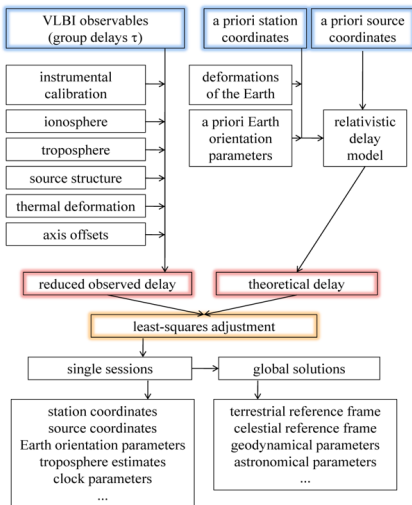 VLBI observables
(group delays τ)
a priori station
coordinates
a priori source
coordinates
instrumental
calibration
ionosphere
troposphere
source structure
thermal deformation
axis offsets
deformations
of the Earth
a priori Earth
orientation
parameters
relativistic
delay
model
reduced observed delay
theoretical delay
least-squares adjustment
single sessions
global solutions
station coordinates
source coordinates
Earth orientation parameters
troposphere estimates
clock parameters
...
terrestrial reference frame
celestial reference frame
geodynamical parameters
astronomical parameters
...